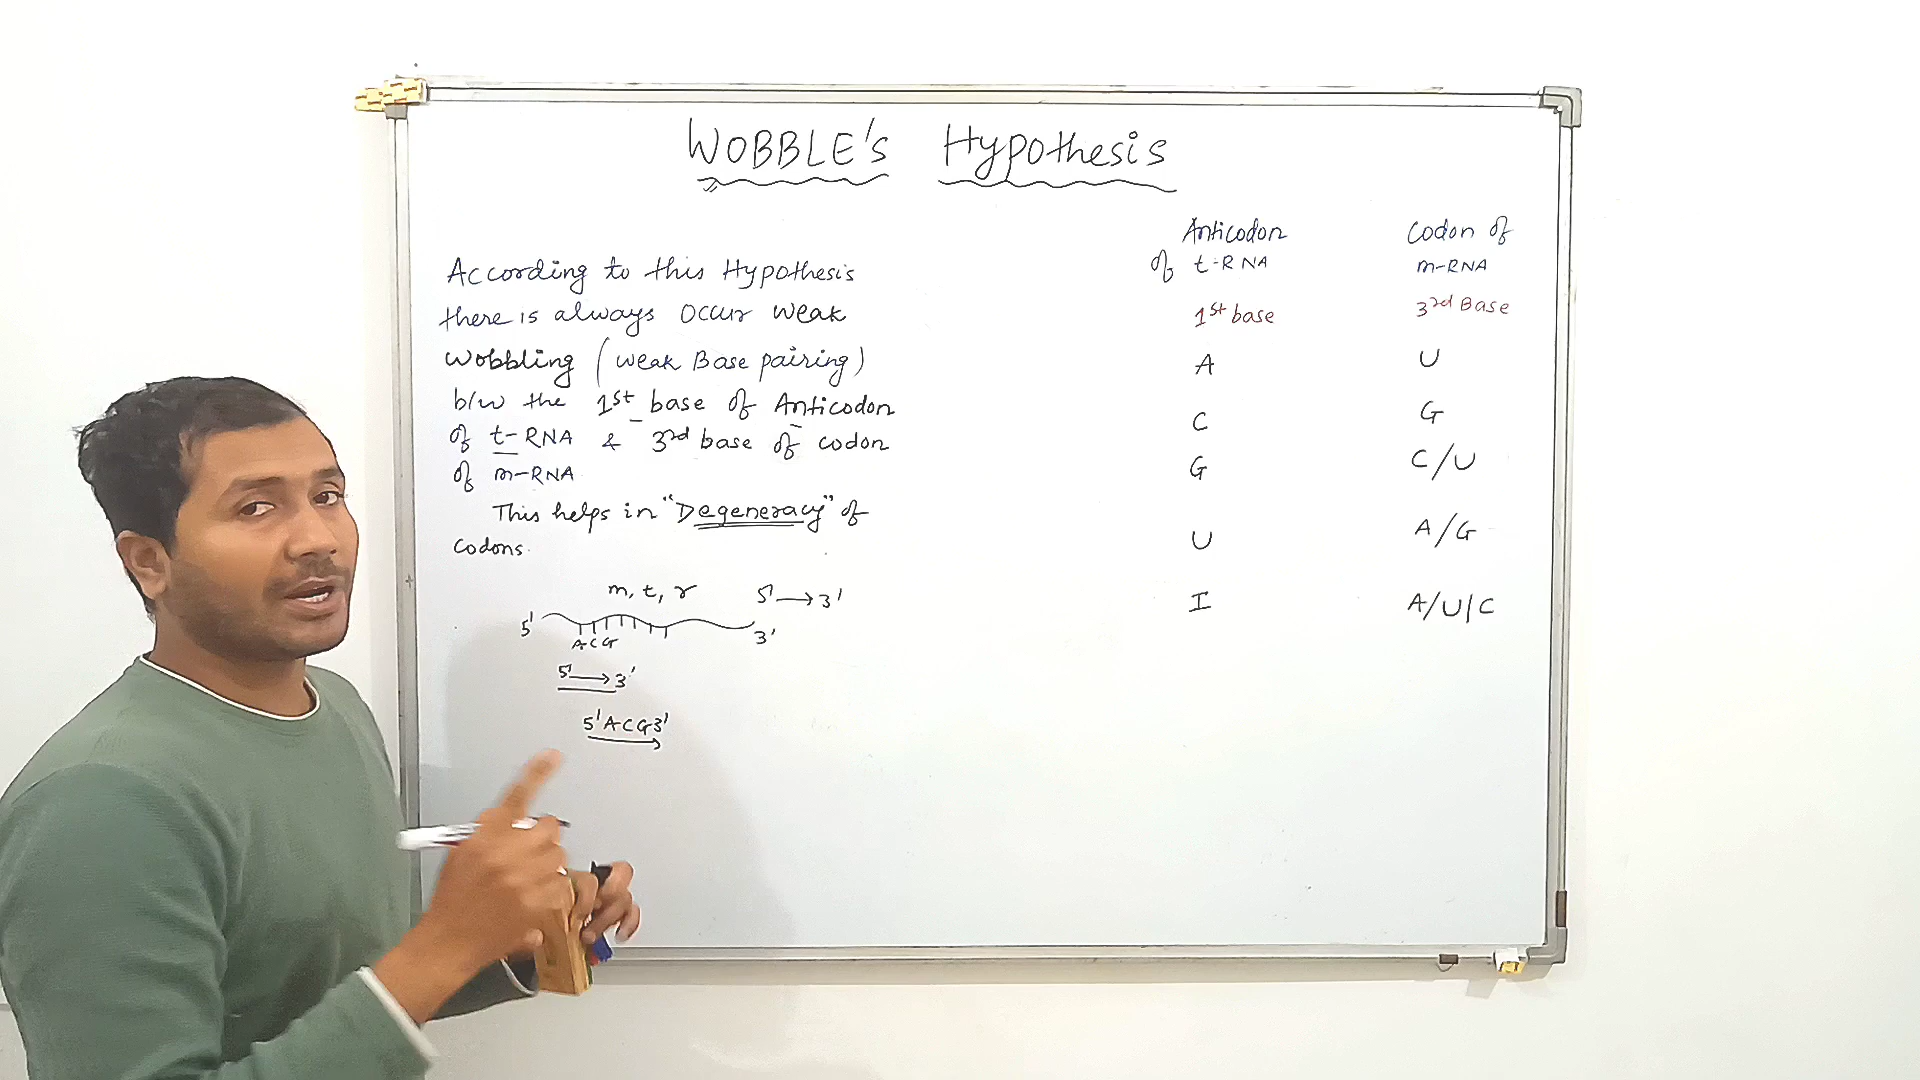 WOBBLE's Hypothesis
According to this Hypothesis
there is always occur weak
wobbling (weak Base pairing)
b/w the 1st base of Anticodon
of t-RNA & 3rd base of codon
of m-RNA
This helps in "Degeneracy" of
codons.
m, t, r
5' → 3'
5'
3'
ACG
5' → 3'
5'ACG3'
Anticodon
of t-RNA
Codon of
m-RNA
1st base
3rd Base
A U
C G
G C/U
U A/G
I A/U/C